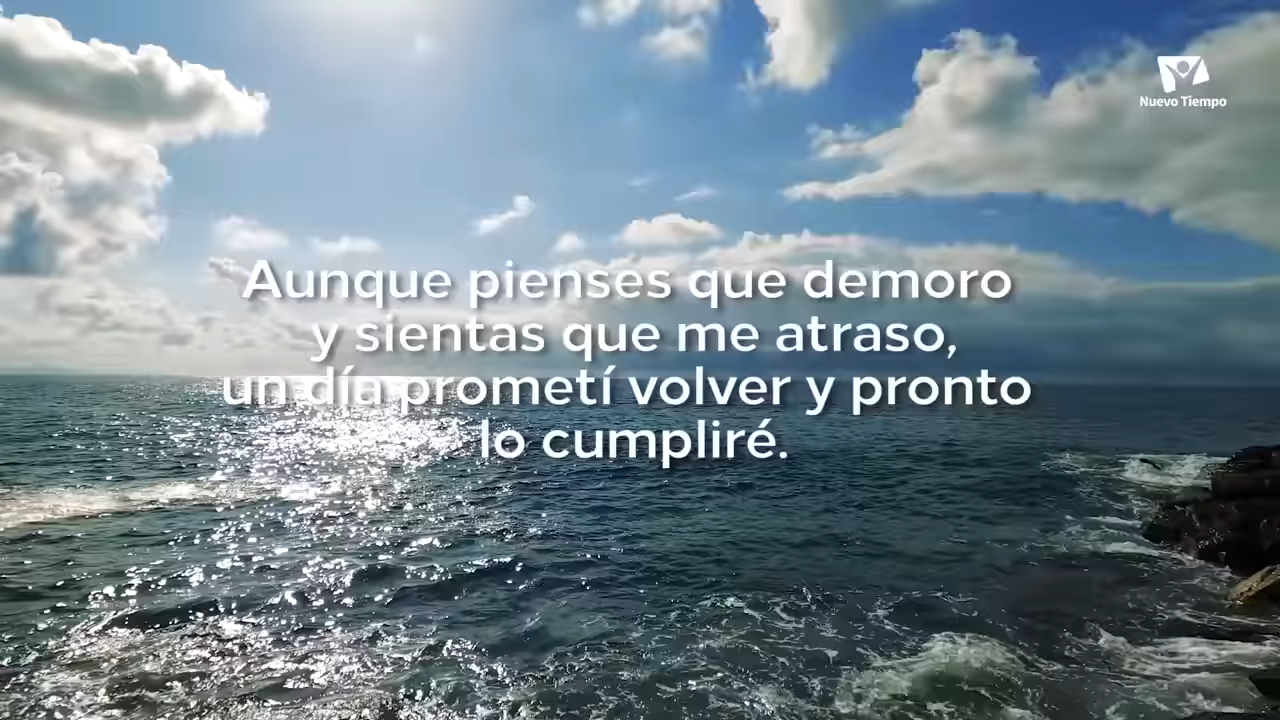 Nuevo Tiempo
Aunque pienses que demoro
y sientas que me atraso,
un día prometí volver y pronto
lo cumpliré.